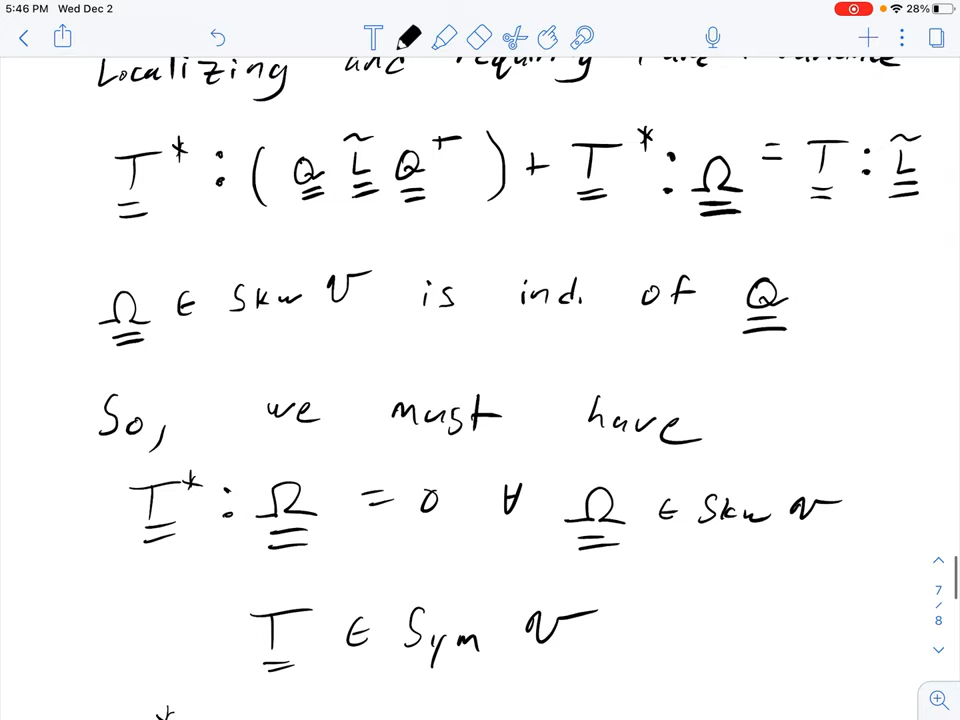 5:46 PM Wed Dec 2 28%
Localizing and requiring
T* : ( Q L̃ Qᵀ ) + T* : Ω = T : L̃
Ω ∈ Skw V is ind. of Q
So, we must have
T* : Ω = 0 ∀ Ω ∈ Skw V
7
/
8
T ∈ Sym V
*